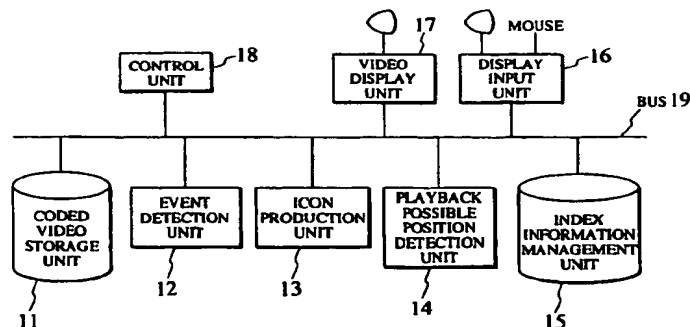 CONTROL
UNIT
18
17
VIDEO
DISPLAY
UNIT
MOUSE
DISPLAY
INPUT
UNIT
16
BUS 19
CODED
VIDEO
STORAGE
UNIT
11
EVENT
DETECTION
UNIT
12
ICON
PRODUCTION
UNIT
13
PLAYBACK
POSSIBLE
POSITION
DETECTION
UNIT
14
INDEX
INFORMATION
MANAGEMENT
UNIT
15